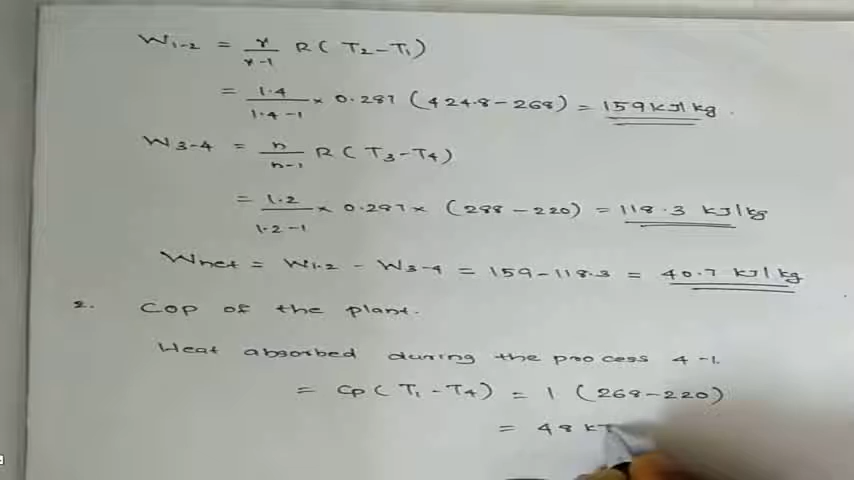 W1-2 = γ/γ-1 R ( T2 - T1 )
= 1.4/1.4-1 × 0.287 ( 424.8 - 268 ) = 159 kJ/kg .
W3-4 = n/n-1 R ( T3 - T4 )
= 1.2/1.2-1 × 0.287 × ( 288 - 220 ) = 118.3 kJ/kg
Wnet = W1-2 - W3-4 = 159 - 118.3 = 40.7 kJ/kg
2. COP of the plant.
Heat absorbed during the process 4-1.
= Cp ( T1 - T4 ) = 1 ( 268 - 220 )
= 48 kJ